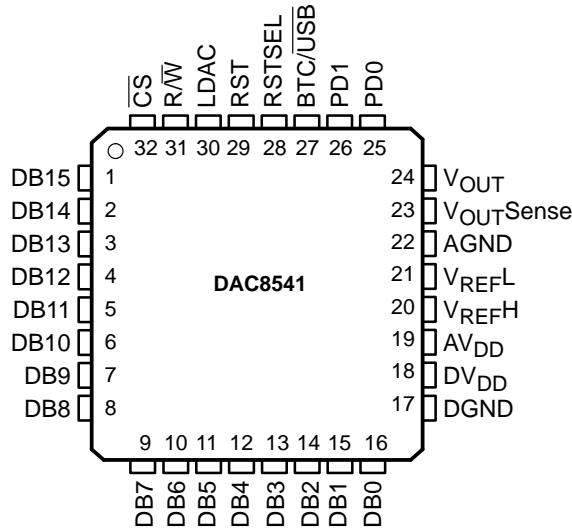 C̅S̅
R/W̅
LDAC
RST
RSTSEL
BTC/U̅S̅B̅
PD1
PD0
32 31 30 29 28 27 26 25
DB15 1
DB14 2
DB13 3
DB12 4
DB11 5
DB10 6
DB9 7
DB8 8
DAC8541
24 VOUT
23 VOUTSense
22 AGND
21 VREFL
20 VREFH
19 AVDD
18 DVDD
17 DGND
9 10 11 12 13 14 15 16
DB7
DB6
DB5
DB4
DB3
DB2
DB1
DB0